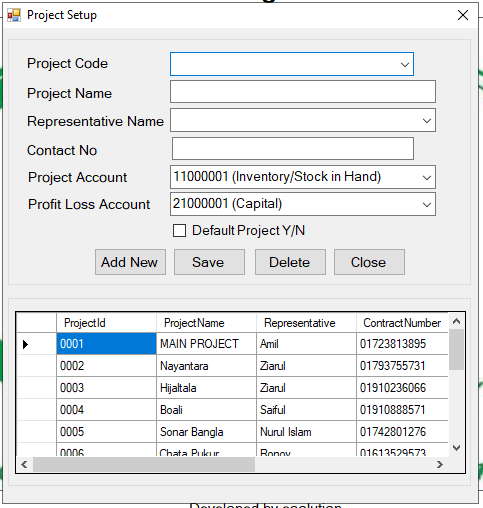 Project Setup
Project Code
Project Name
Representative Name
Contact No
Project Account 11000001 (Inventory/Stock in Hand)
Profit Loss Account 21000001 (Capital)
Default Project Y/N
Add New Save Delete Close
ProjectId ProjectName Representative ContractNumber
0001 MAIN PROJECT Amil 01723813895
0002 Nayantara Ziarul 01793755731
0003 Hijaltala Ziarul 01910236066
0004 Boali Saiful 01910888571
0005 Sonar Bangla Nurul Islam 01742801276
0006 Chata Pukur Ronoy 01613529573